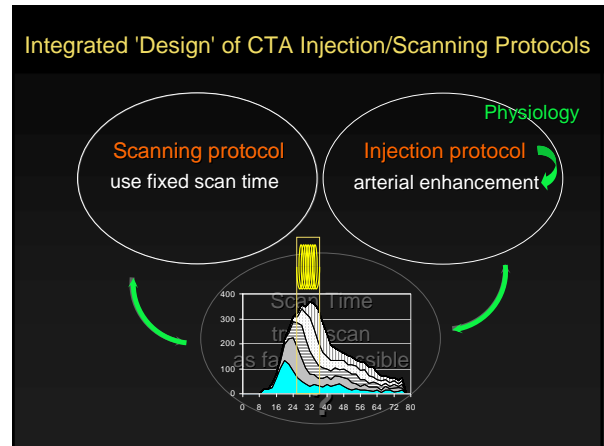 Integrated 'Design' of CTA Injection/Scanning Protocols
Physiology
Scanning protocol
use fixed scan time
Injection protocol
arterial enhancement
Scan Time
scan
as
?
400
300
200
100
0
0 8 16 24 32 40 48 56 64 72 80